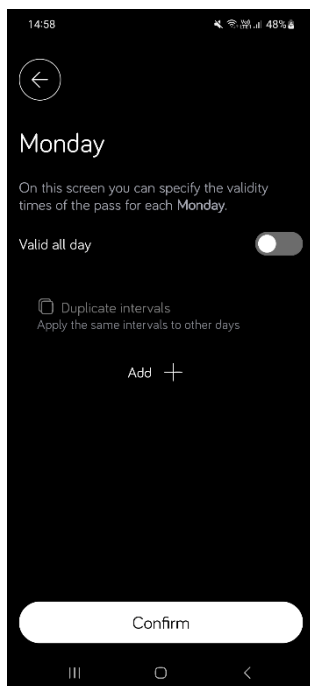 14:58
48%
Monday
On this screen you can specify the validity
times of the pass for each Monday.
Valid all day
Duplicate intervals
Apply the same intervals to other days
Add
Confirm